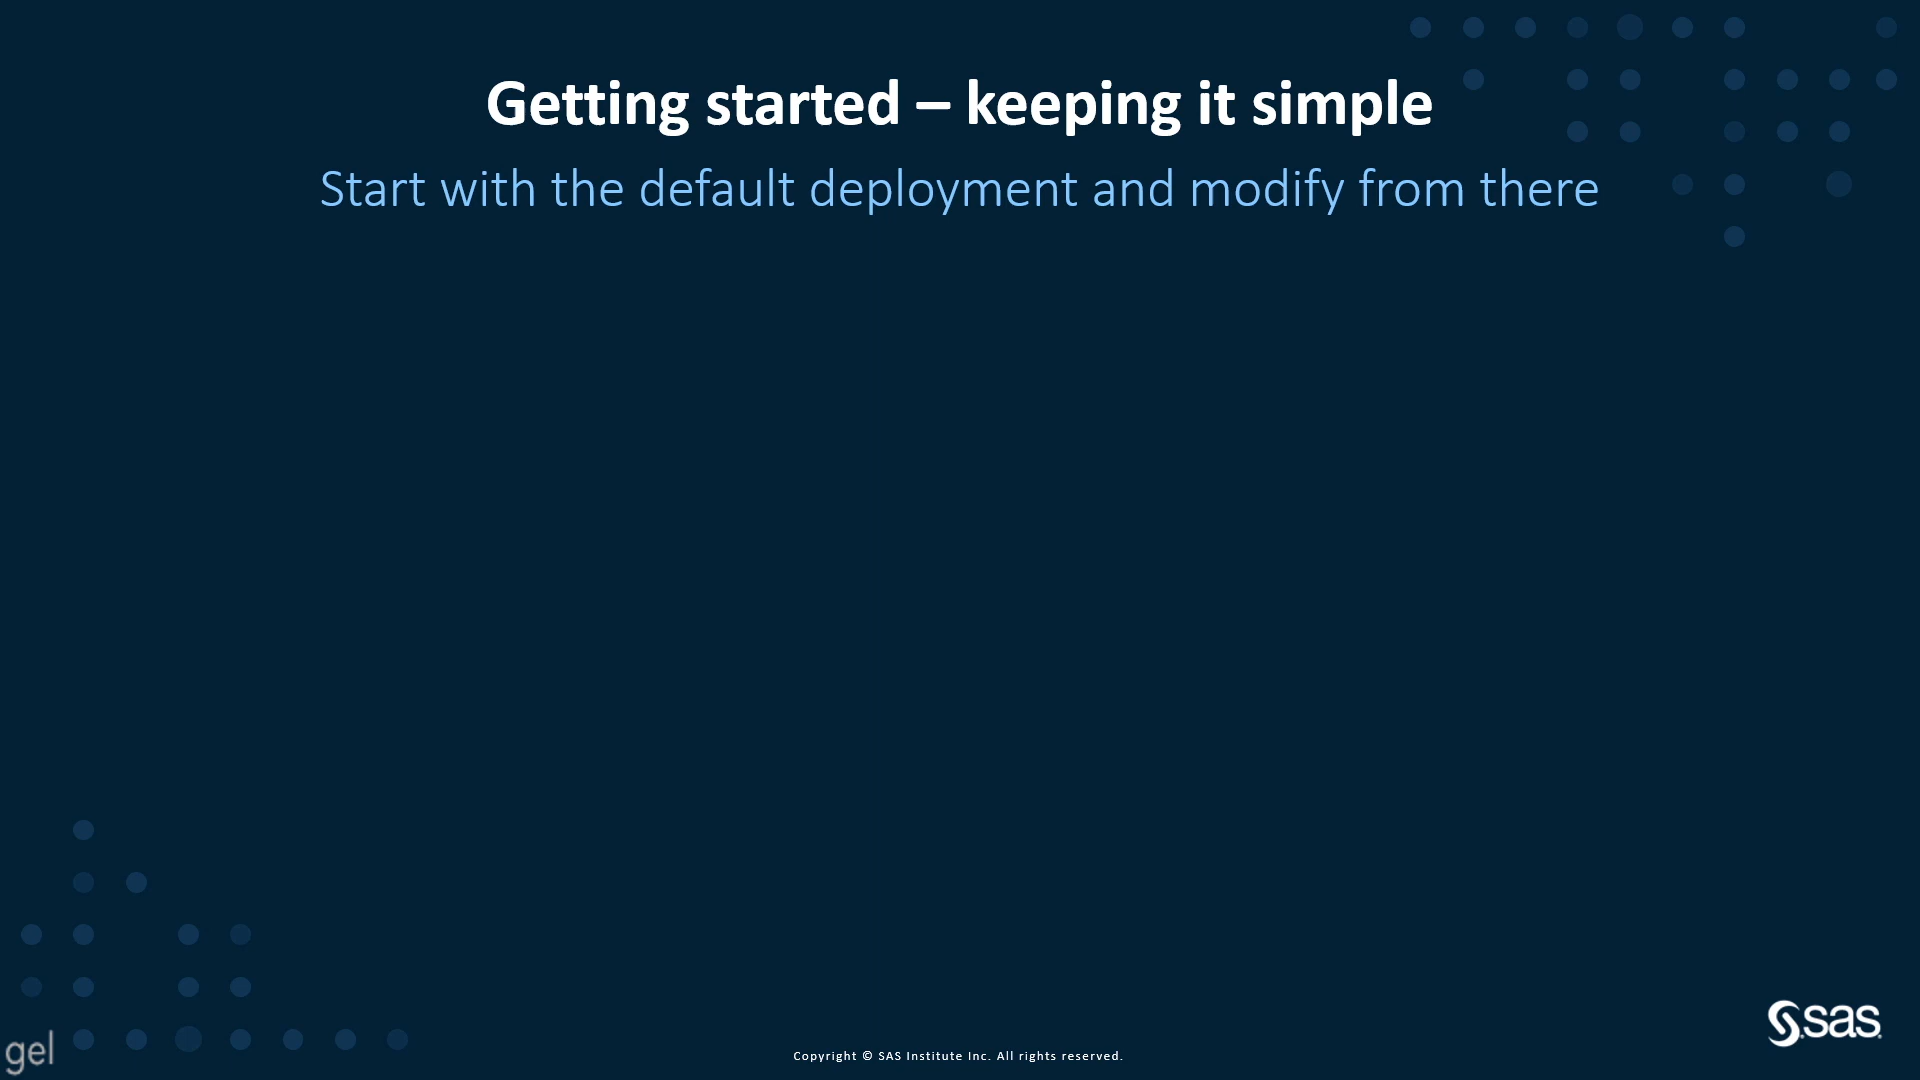 Getting started – keeping it simple
Start with the default deployment and modify from there
gel
Copyright © SAS Institute Inc. All rights reserved.
sas